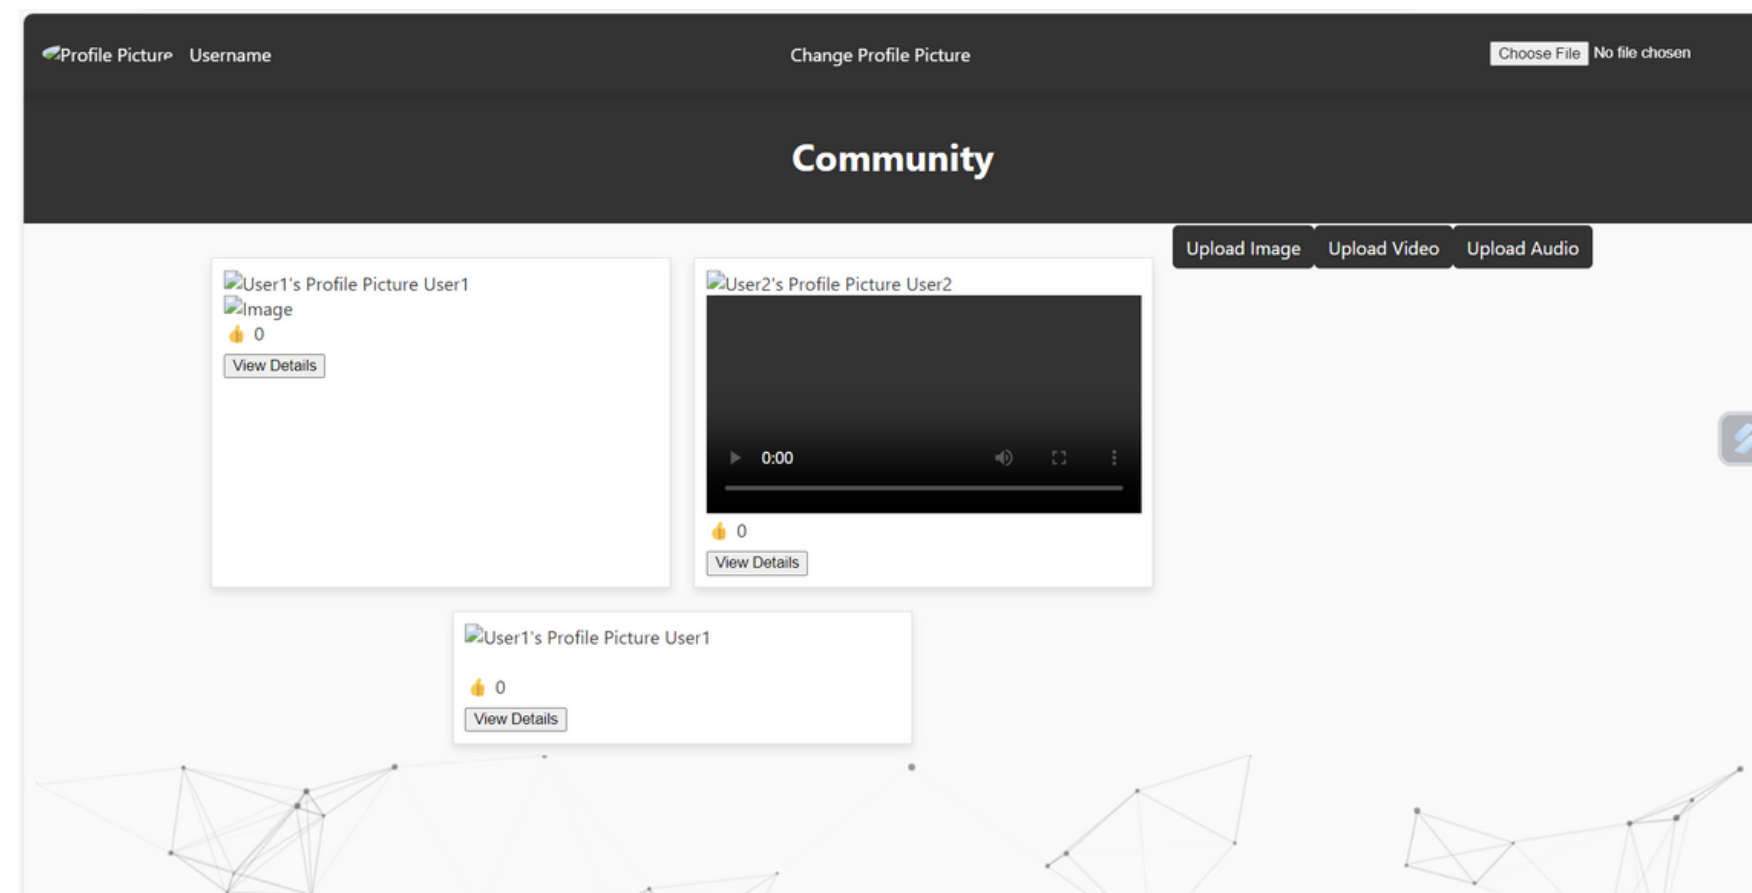 Profile Picture Username
Change Profile Picture
Choose File No file chosen
Community
Upload Image Upload Video Upload Audio
User1's Profile Picture User1
Image
👍 0
View Details
User2's Profile Picture User2
0:00
👍 0
View Details
User1's Profile Picture User1
👍 0
View Details